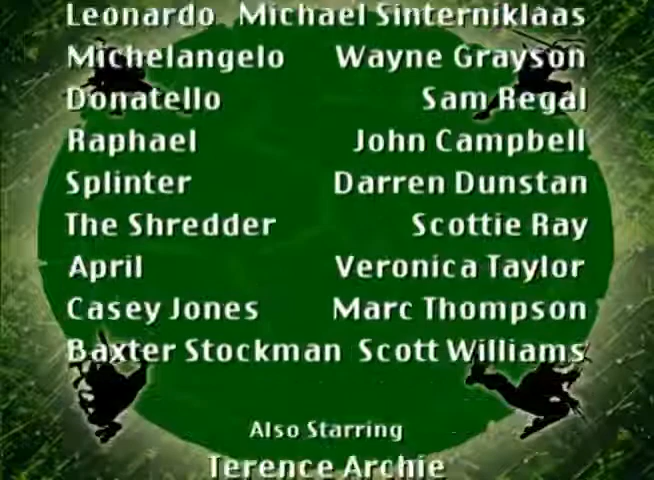 Leonardo Michael Sinterniklaas
Michelangelo Wayne Grayson
Donatello Sam Regal
Raphael John Campbell
Splinter Darren Dunstan
The Shredder Scottie Ray
April Veronica Taylor
Casey Jones Marc Thompson
Baxter Stockman Scott Williams
Also Starring
Terence Archie